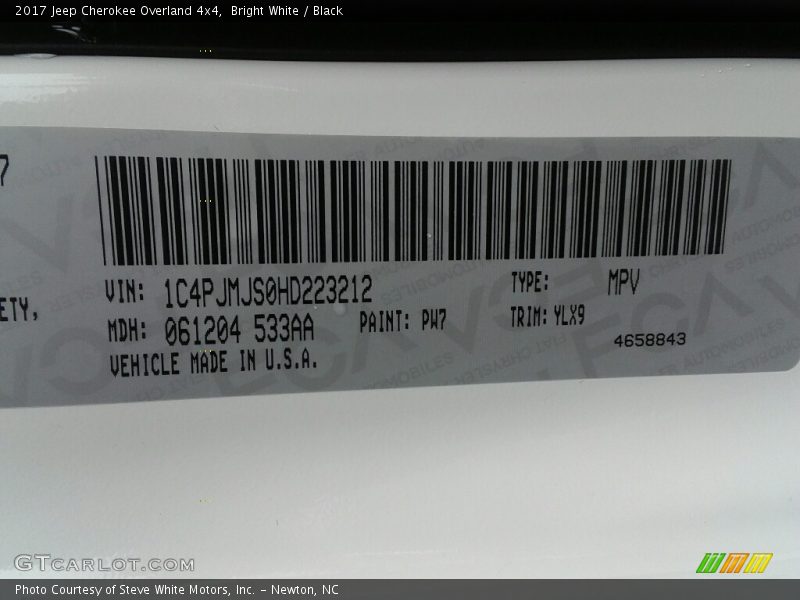 2017 Jeep Cherokee Overland 4x4, Bright White / Black
7
VIN: 1C4PJMJS0HD223212
TYPE: MPV
ETY,
MDH: 061204 533AA
PAINT: PW7
TRIM: YLX9
4658843
VEHICLE MADE IN U.S.A.
GTCARLOT.COM
Photo Courtesy of Steve White Motors, Inc. – Newton, NC